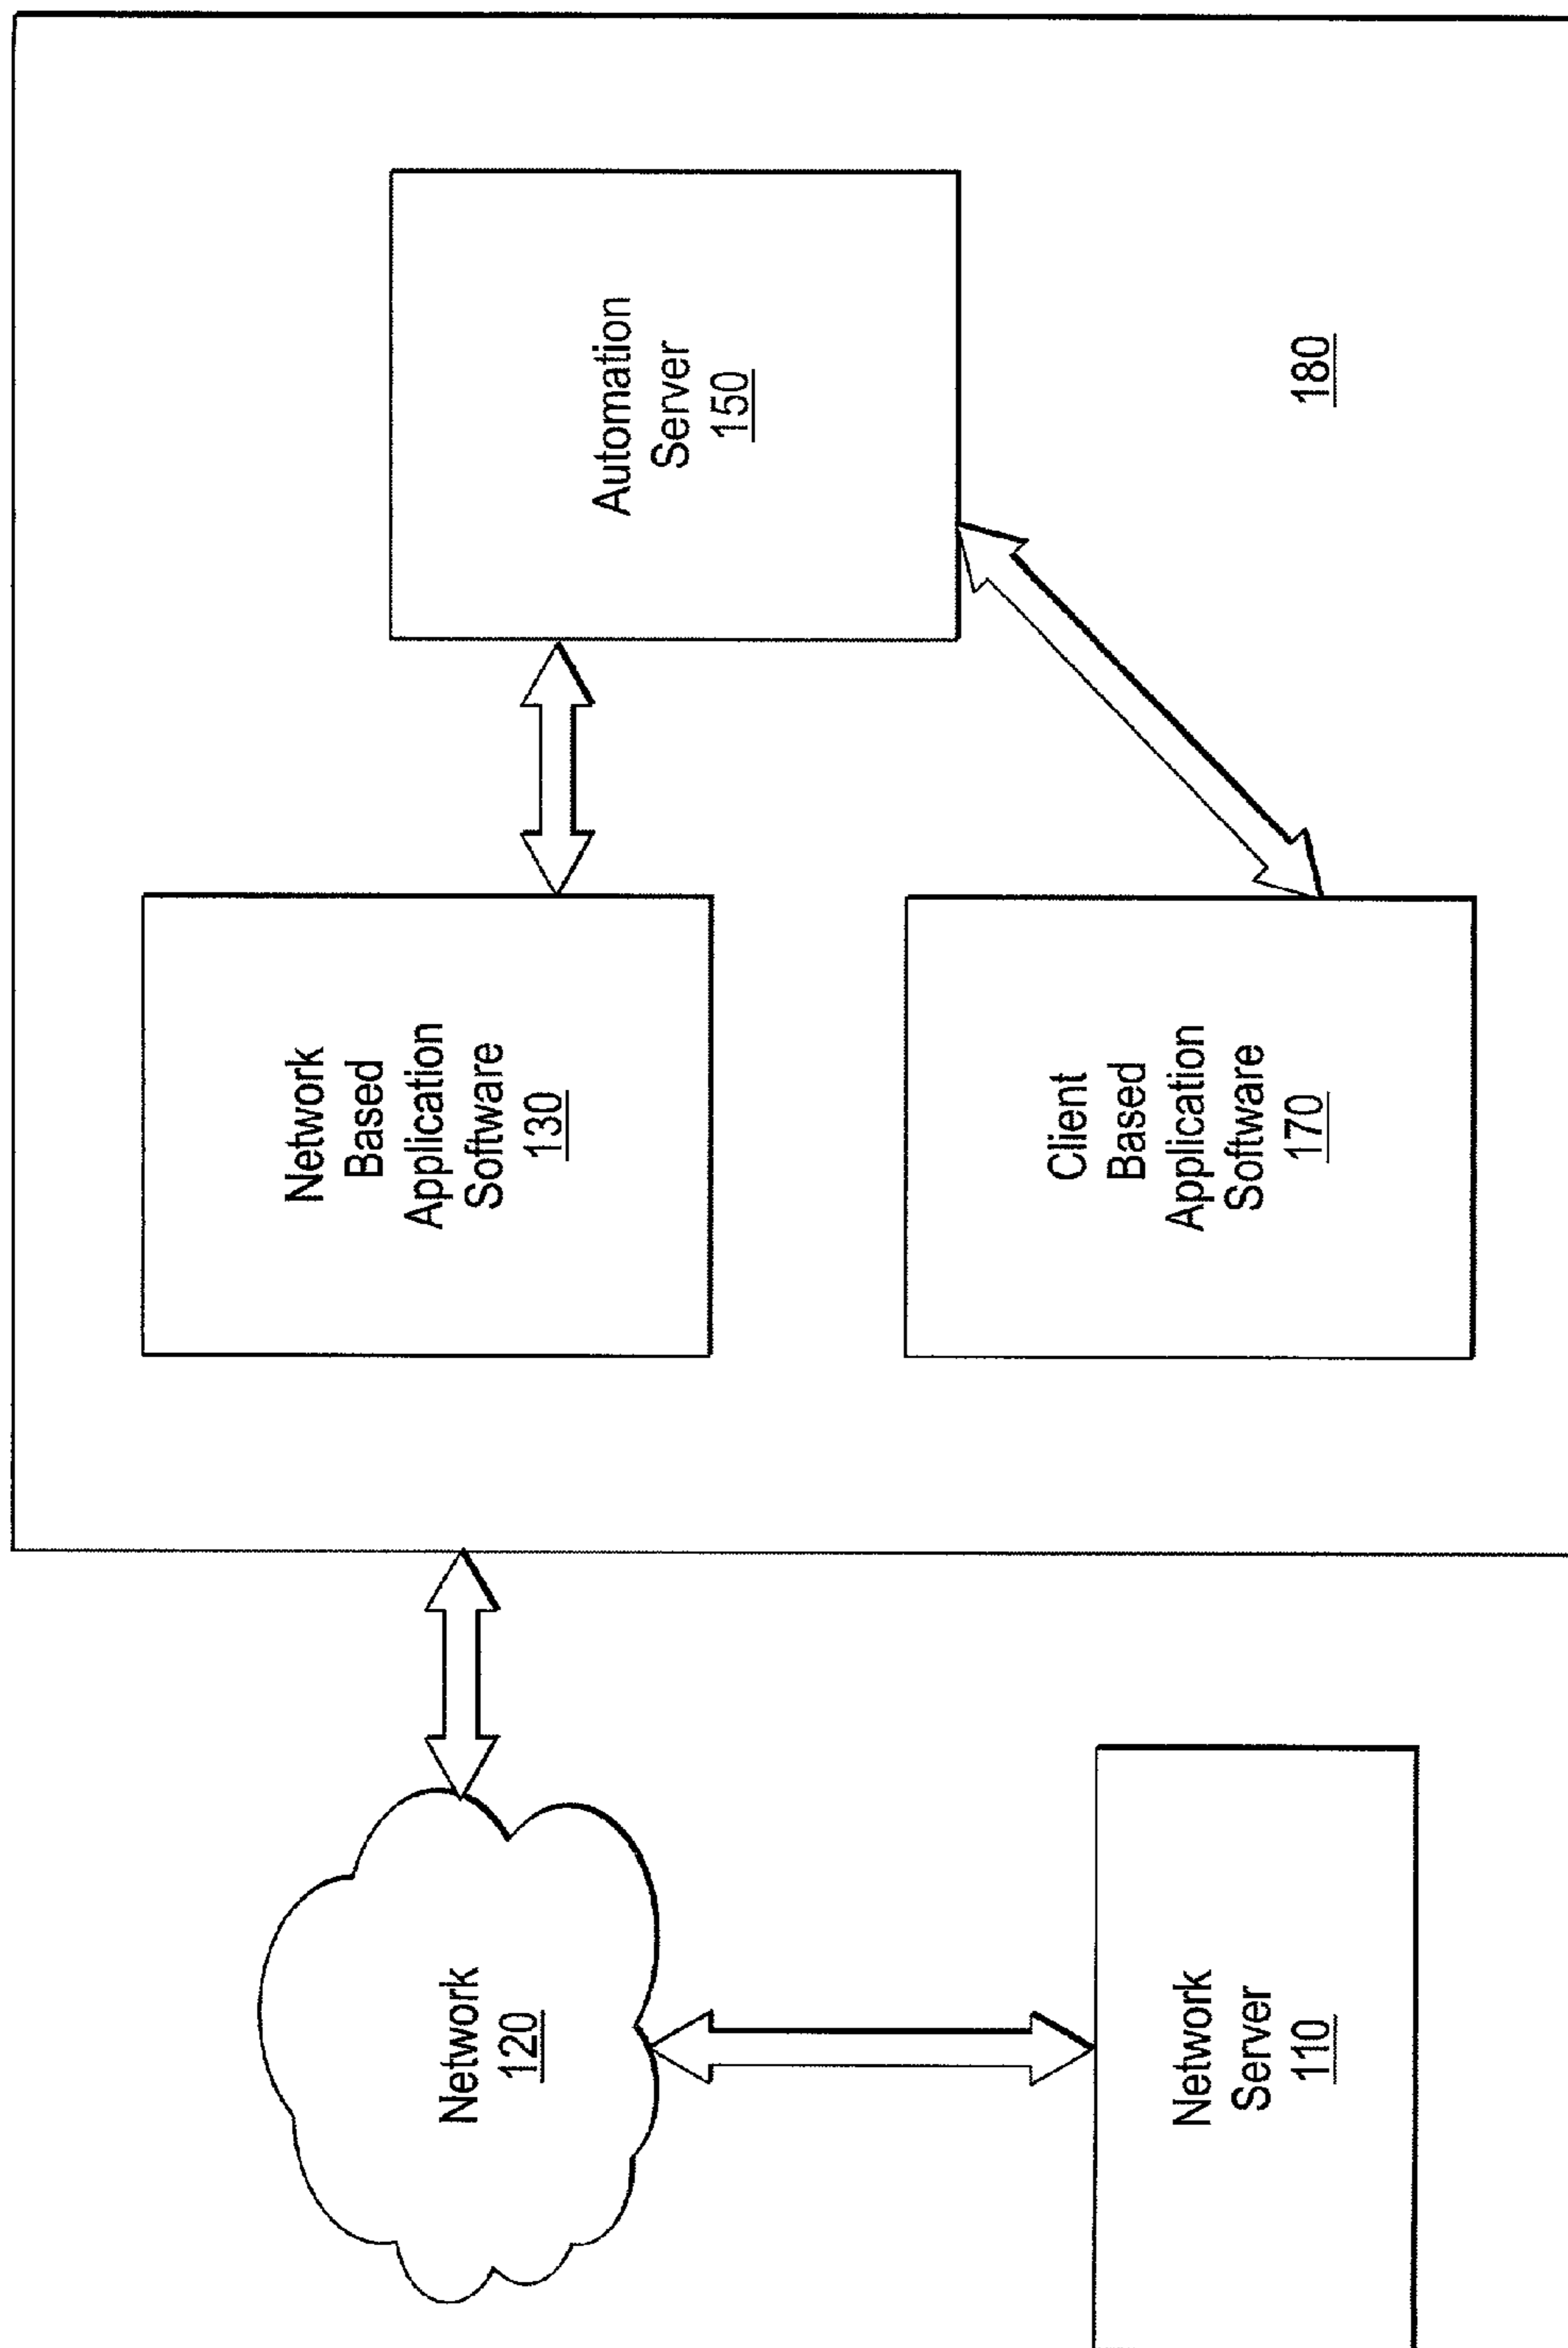 Network
120
Network
Server
110
Network
Based
Application
Software
130
Client
Based
Application
Software
170
Automation
Server
150
180